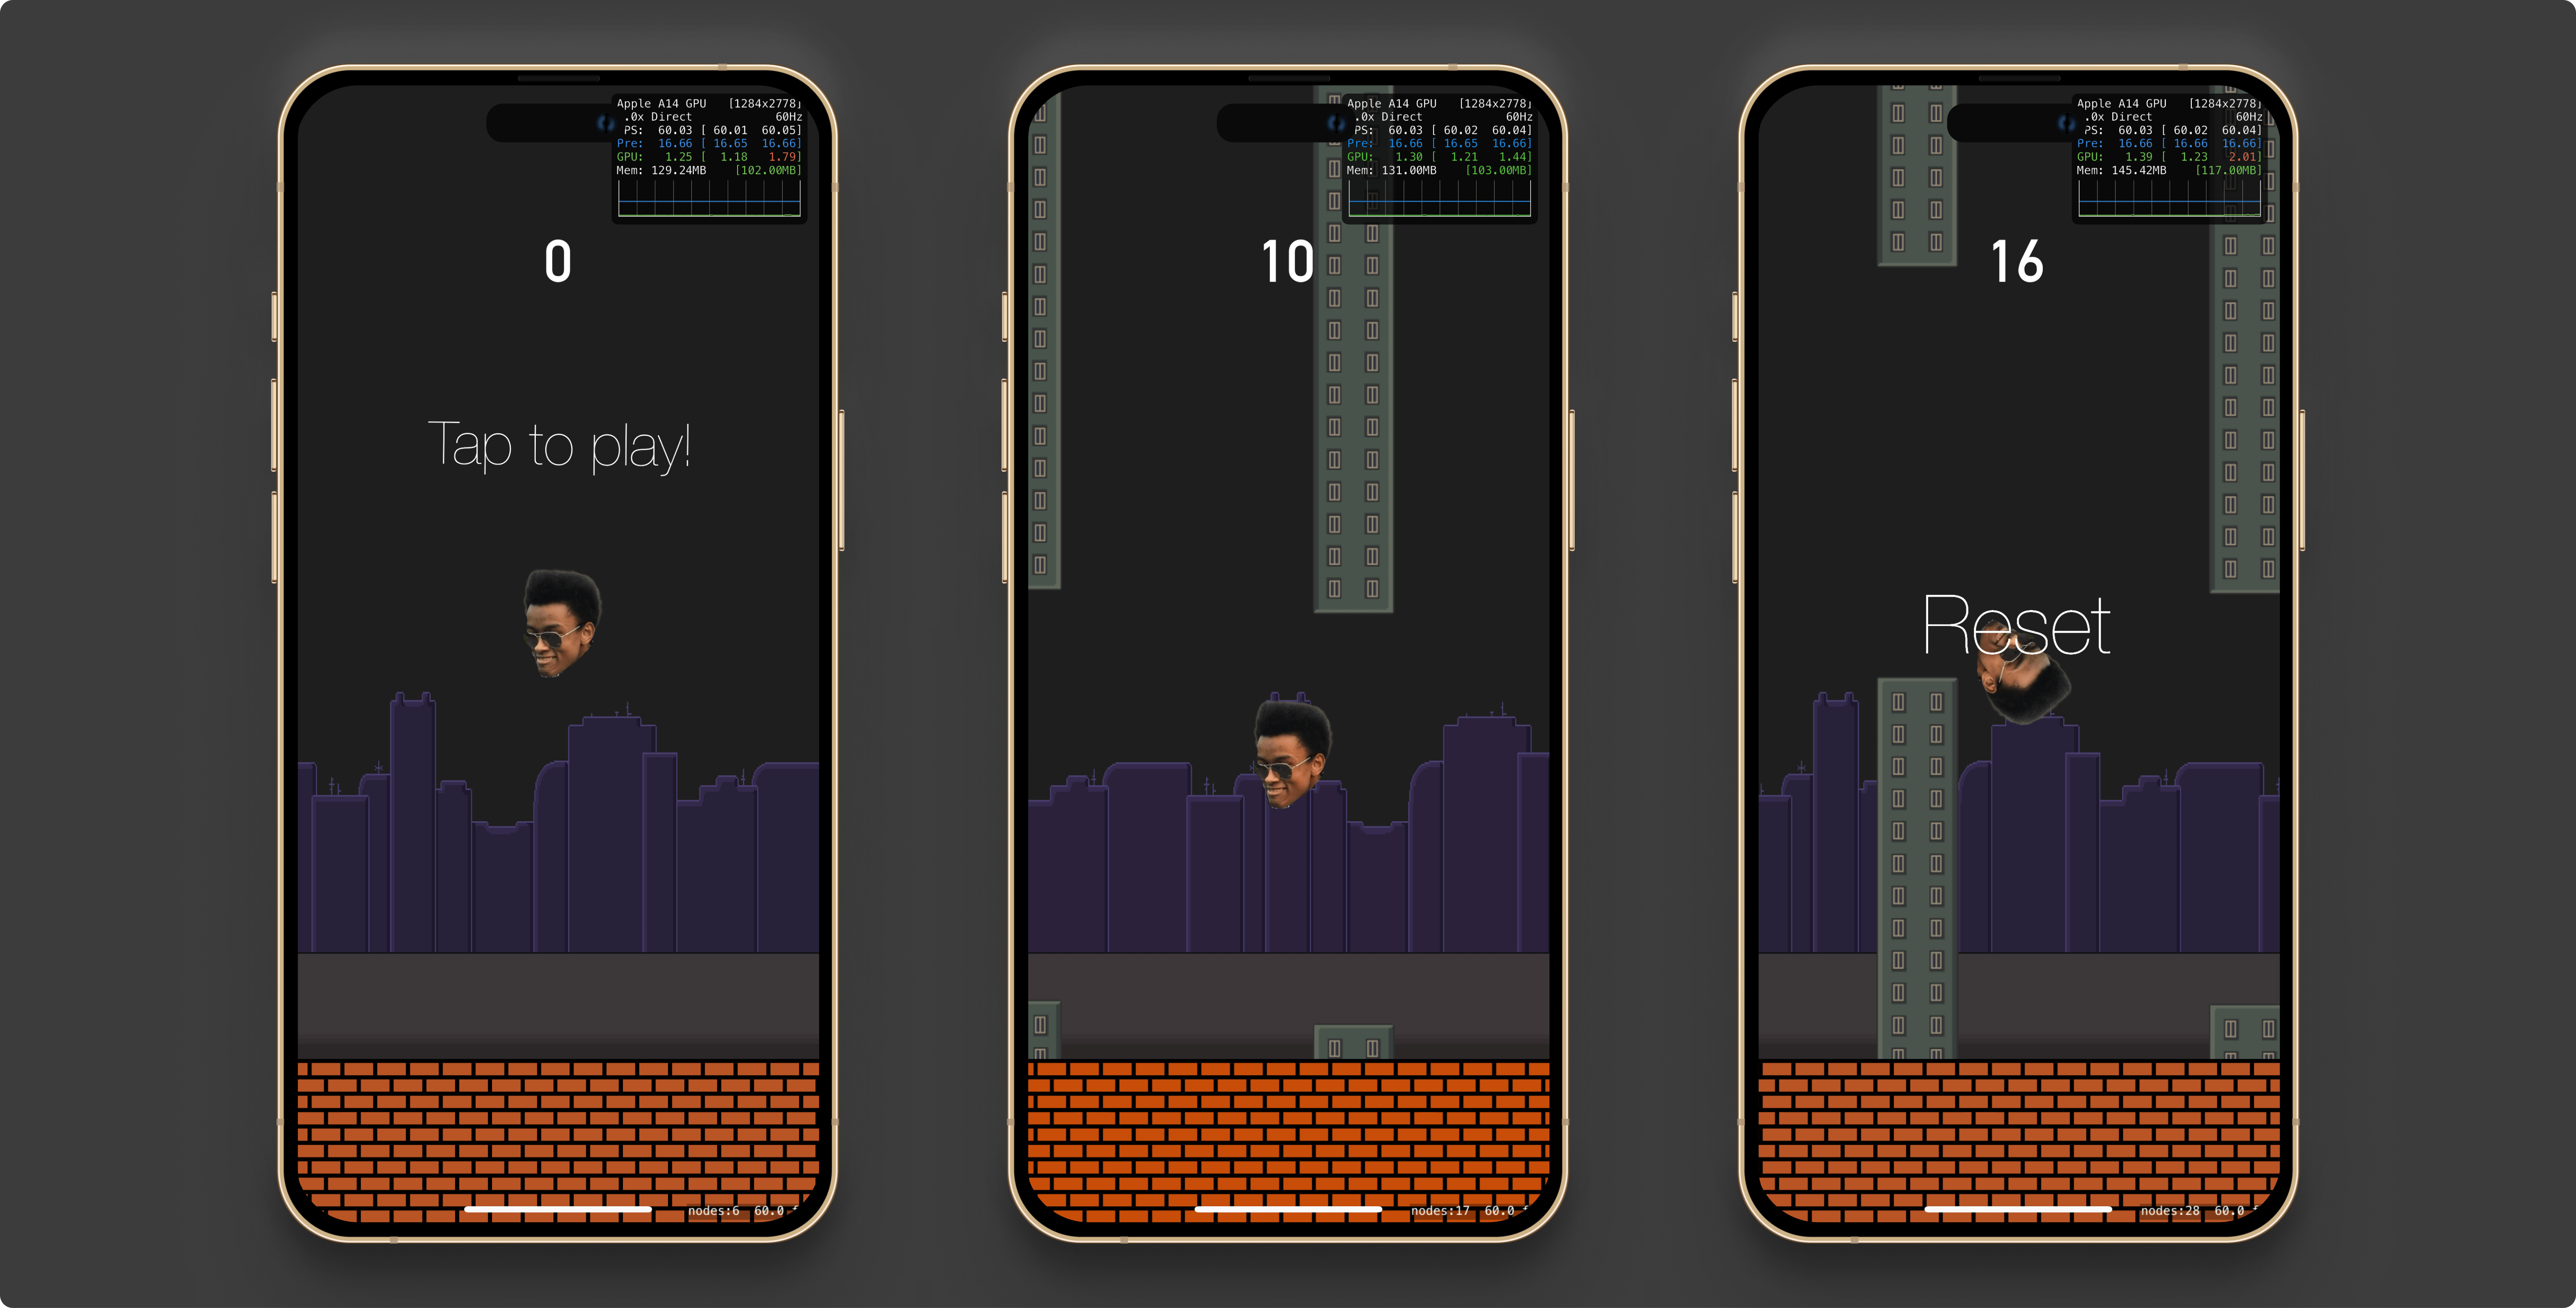 Apple A14 GPU [1284x2778]
.0x Direct 60Hz
PS: 60.03 [ 60.01 60.05]
Pre: 16.66 [ 16.65 16.66]
GPU: 1.25 [ 1.18 1.79]
Mem: 129.24MB [102.00MB]
0
Tap to play!
nodes:6 60.0 f
Apple A14 GPU [1284x2778]
.0x Direct 60Hz
PS: 60.03 [ 60.02 60.04]
Pre: 16.66 [ 16.65 16.66]
GPU: 1.30 [ 1.21 1.44]
Mem: 131.00MB [103.00MB]
10
nodes:17 60.0 f
Apple A14 GPU [1284x2778]
.0x Direct 60Hz
PS: 60.03 [ 60.02 60.04]
Pre: 16.66 [ 16.66 16.66]
GPU: 1.39 [ 1.23 2.01]
Mem: 145.42MB [117.00MB]
16
Reset
nodes:28 60.0 f